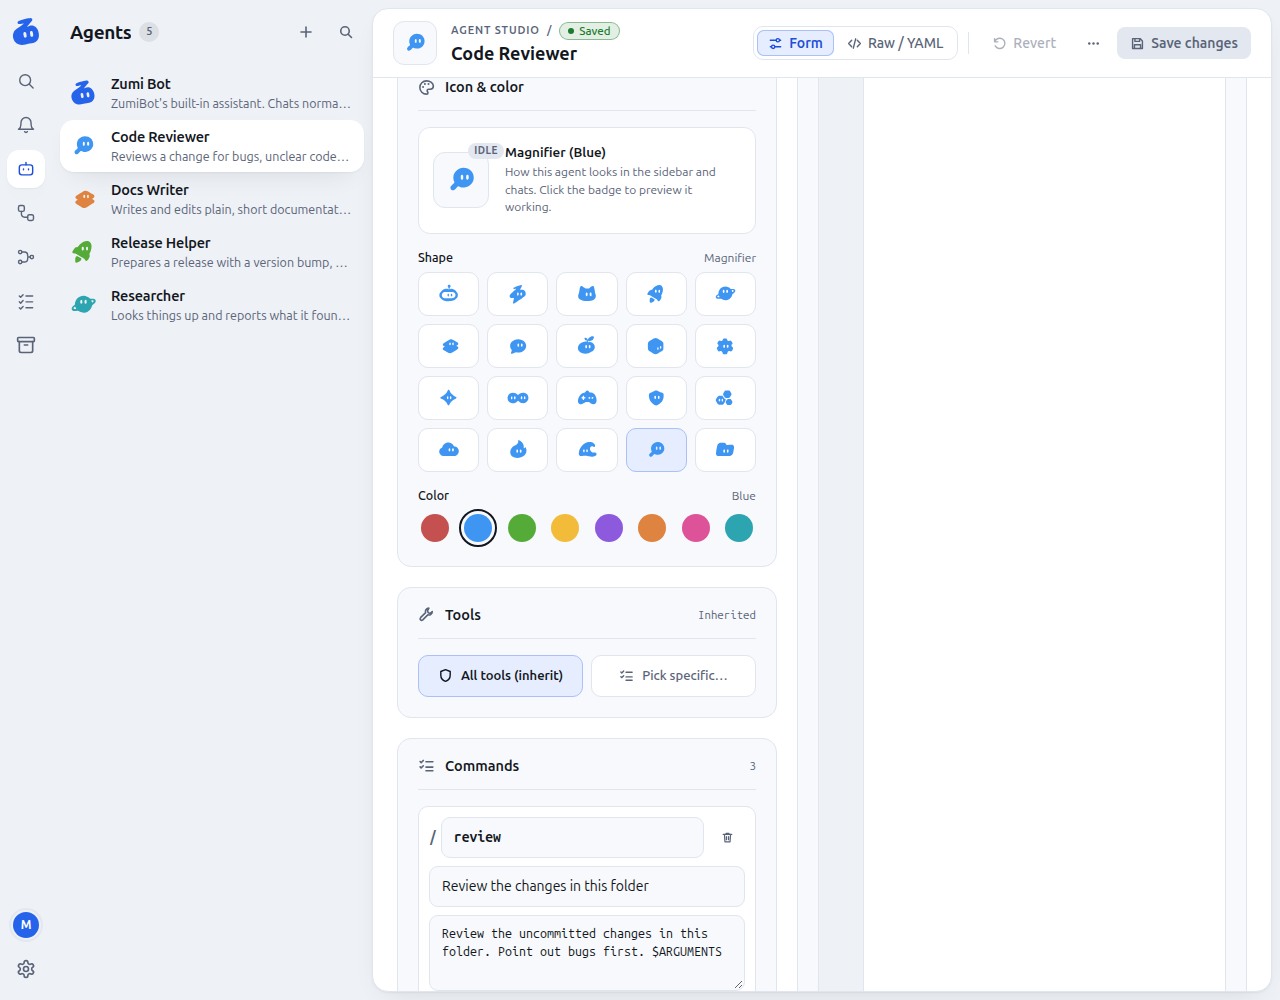 Agents 5
Zumi Bot
ZumiBot's built-in assistant. Chats norma…
Code Reviewer
Reviews a change for bugs, unclear code…
Docs Writer
Writes and edits plain, short documentat…
Release Helper
Prepares a release with a version bump, …
Researcher
Looks things up and reports what it foun…
M
AGENT STUDIO / Saved
Code Reviewer
Form
Raw / YAML
Revert
Save changes
Icon & color
IDLE
Magnifier (Blue)
How this agent looks in the sidebar and
chats. Click the badge to preview it
working.
Shape Magnifier
Color Blue
Tools Inherited
All tools (inherit)
Pick specific…
Commands 3
/ review
Review the changes in this folder
Review the uncommitted changes in this
folder. Point out bugs first. $ARGUMENTS